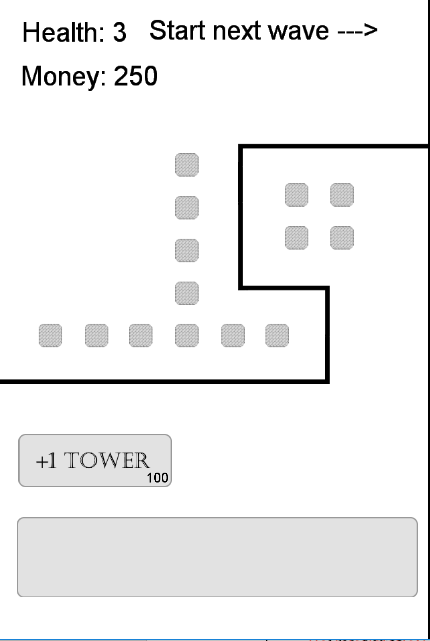 Health: 3 Start next wave --->
Money: 250
+1 TOWER
100